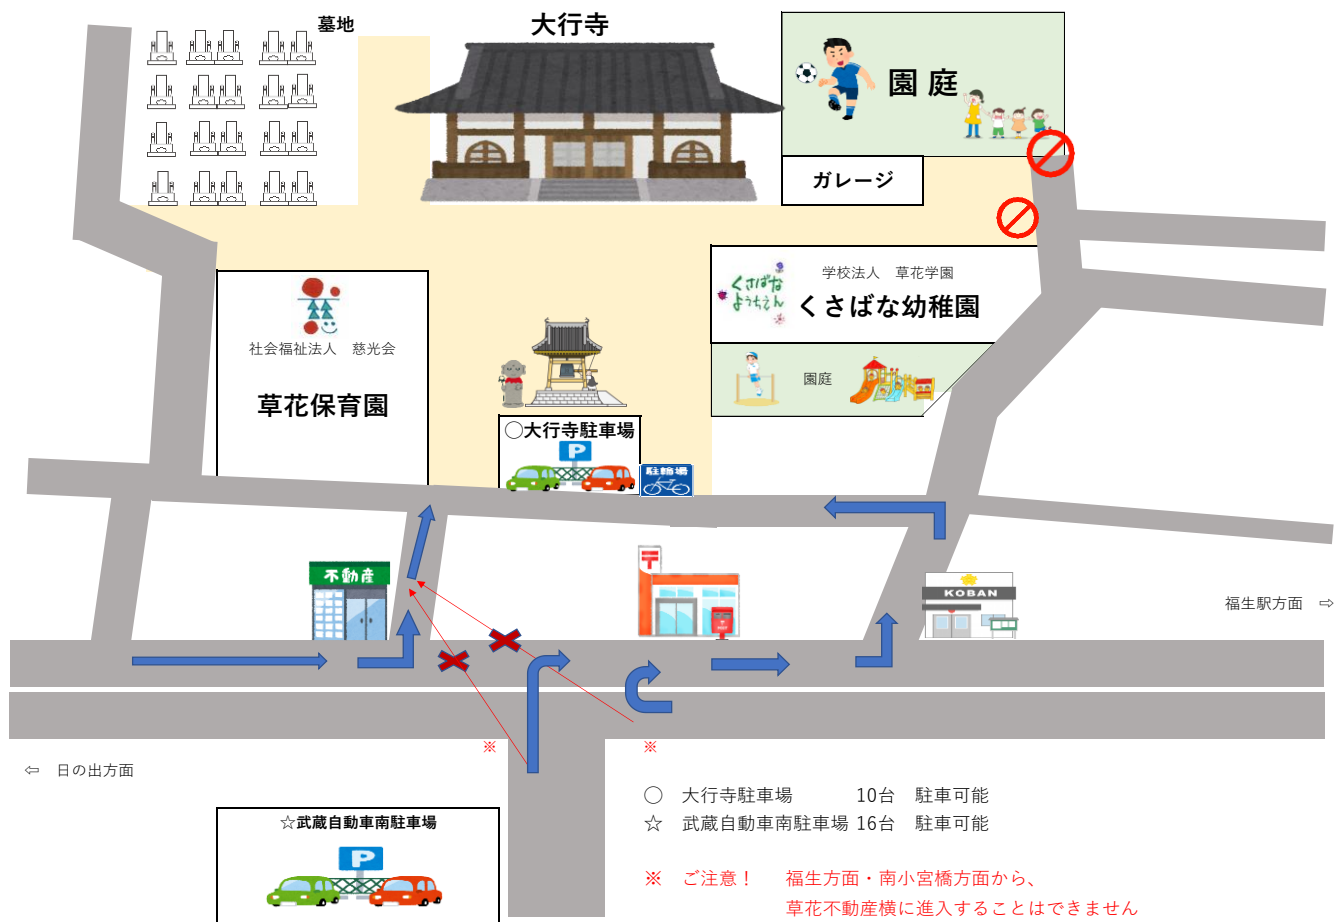 墓地
大行寺
園庭
ガレージ
学校法人　草花学園
くさばな
ようちえん
くさばな幼稚園
社会福祉法人　慈光会
草花保育園
園庭
○大行寺駐車場
P
駐輪場
不動産
〒
KOBAN
福生駅方面　⇨
※
※
⇦　日の出方面
○　大行寺駐車場　10台　駐車可能
☆　武蔵自動車南駐車場 16台　駐車可能
☆武蔵自動車南駐車場
P
※　ご注意！　福生方面・南小宮橋方面から、
草花不動産横に進入することはできません